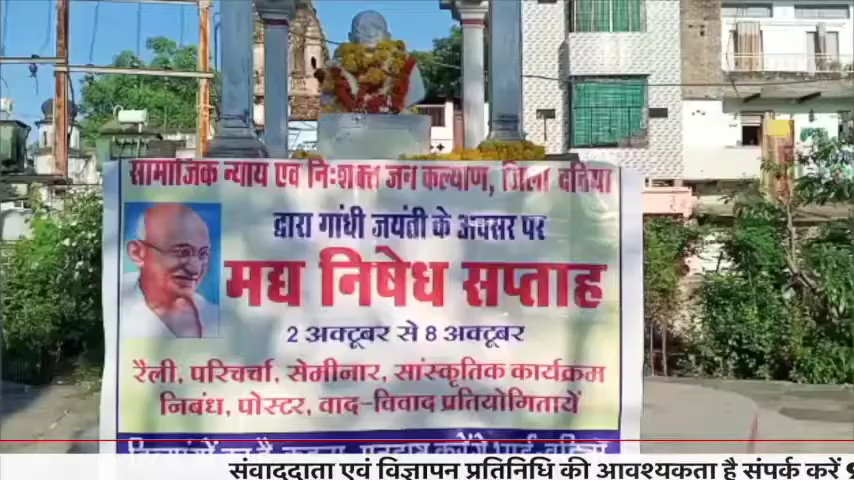 सामाजिक न्याय एवं निःशक्त जन कल्याण, जिला दतिया
द्वारा गांधी जयंती के अवसर पर
मद्य निषेध सप्ताह
2 अक्टूबर से 8 अक्टूबर
रैली, परिचर्चा, सेमीनार, सांस्कृतिक कार्यक्रम
निबंध, पोस्टर, वाद-विवाद प्रतियोगितायें
संवाददाता एवं विज्ञापन प्रतिनिधि की आवश्यकता है संपर्क करें